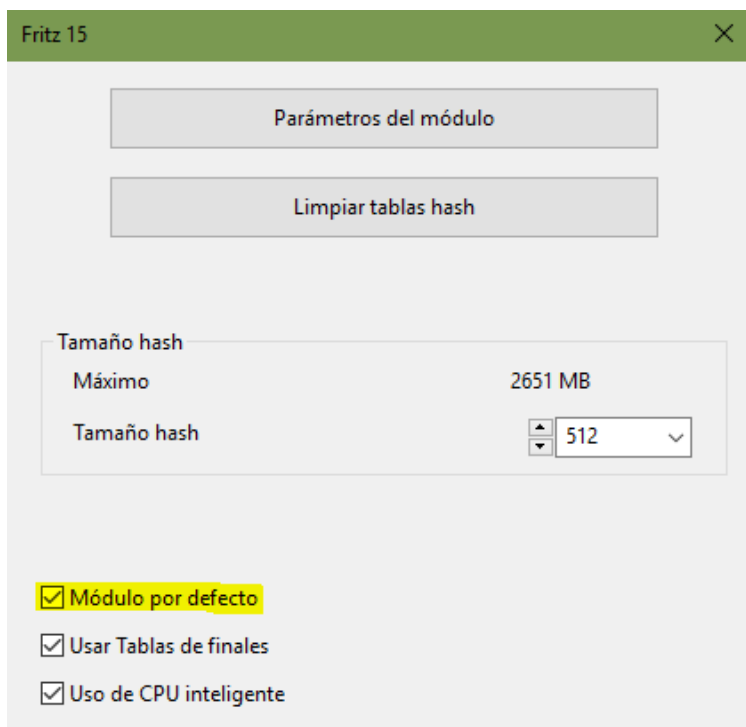 Fritz 15
Parámetros del módulo
Limpiar tablas hash
Tamaño hash
Máximo 2651 MB
Tamaño hash 512
Módulo por defecto
Usar Tablas de finales
Uso de CPU inteligente